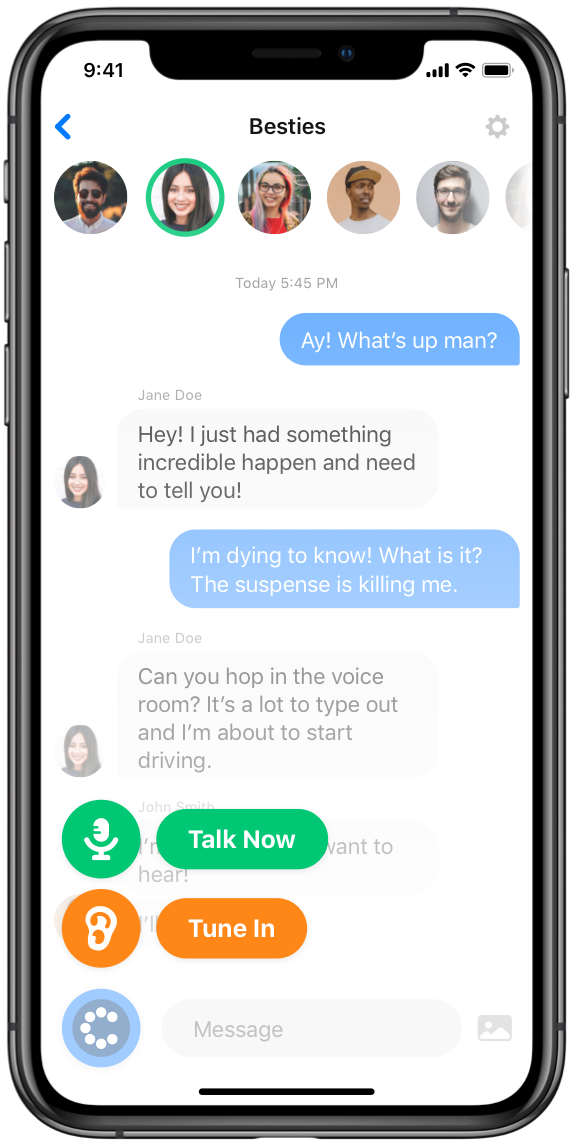 9:41
Besties
Today 5:45 PM
Ay! What’s up man?
Jane Doe
Hey! I just had something
incredible happen and need
to tell you!
I’m dying to know! What is it?
The suspense is killing me.
Jane Doe
Can you hop in the voice
room? It’s a lot to type out
and I’m about to start
driving.
John Smith
Talk Now
want to
hear!
Tune In
Message